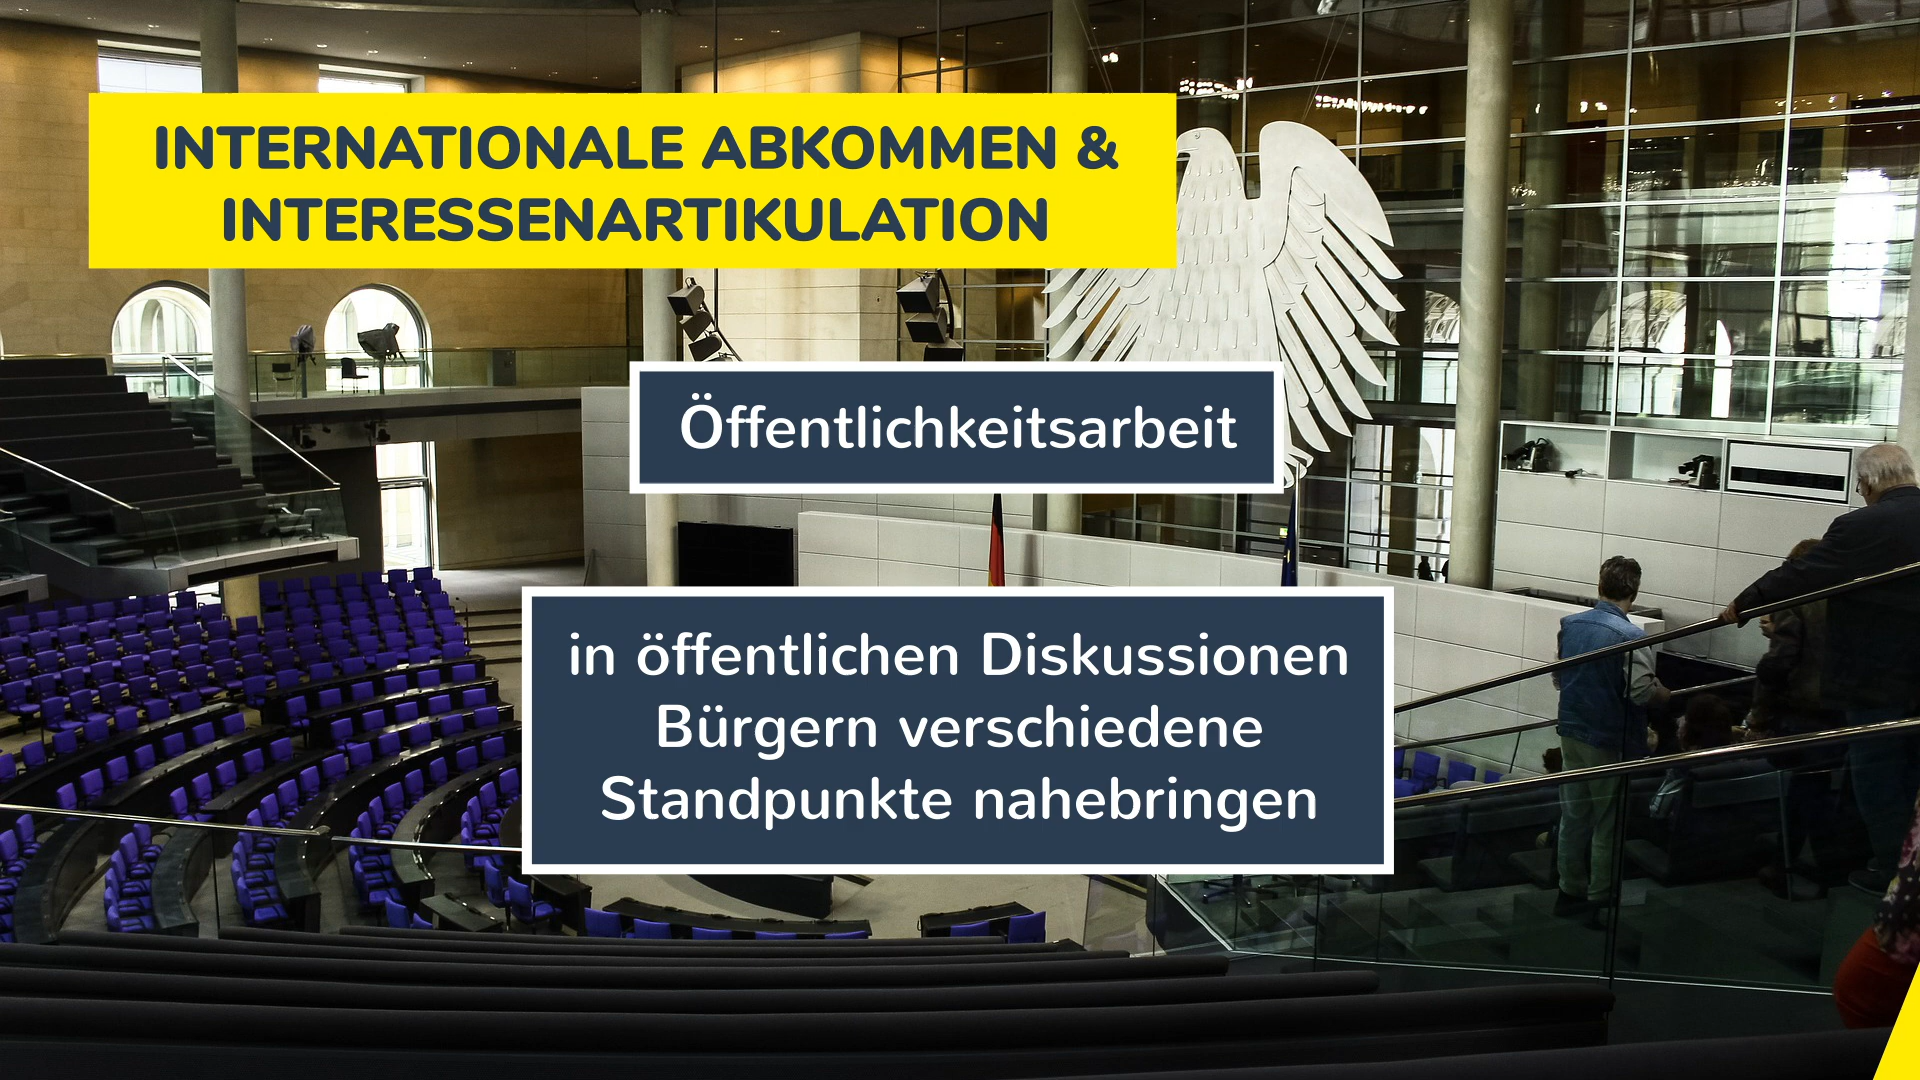 INTERNATIONALE ABKOMMEN &
INTERESSENARTIKULATION
Öffentlichkeitsarbeit
in öffentlichen Diskussionen
Bürgern verschiedene
Standpunkte nahebringen